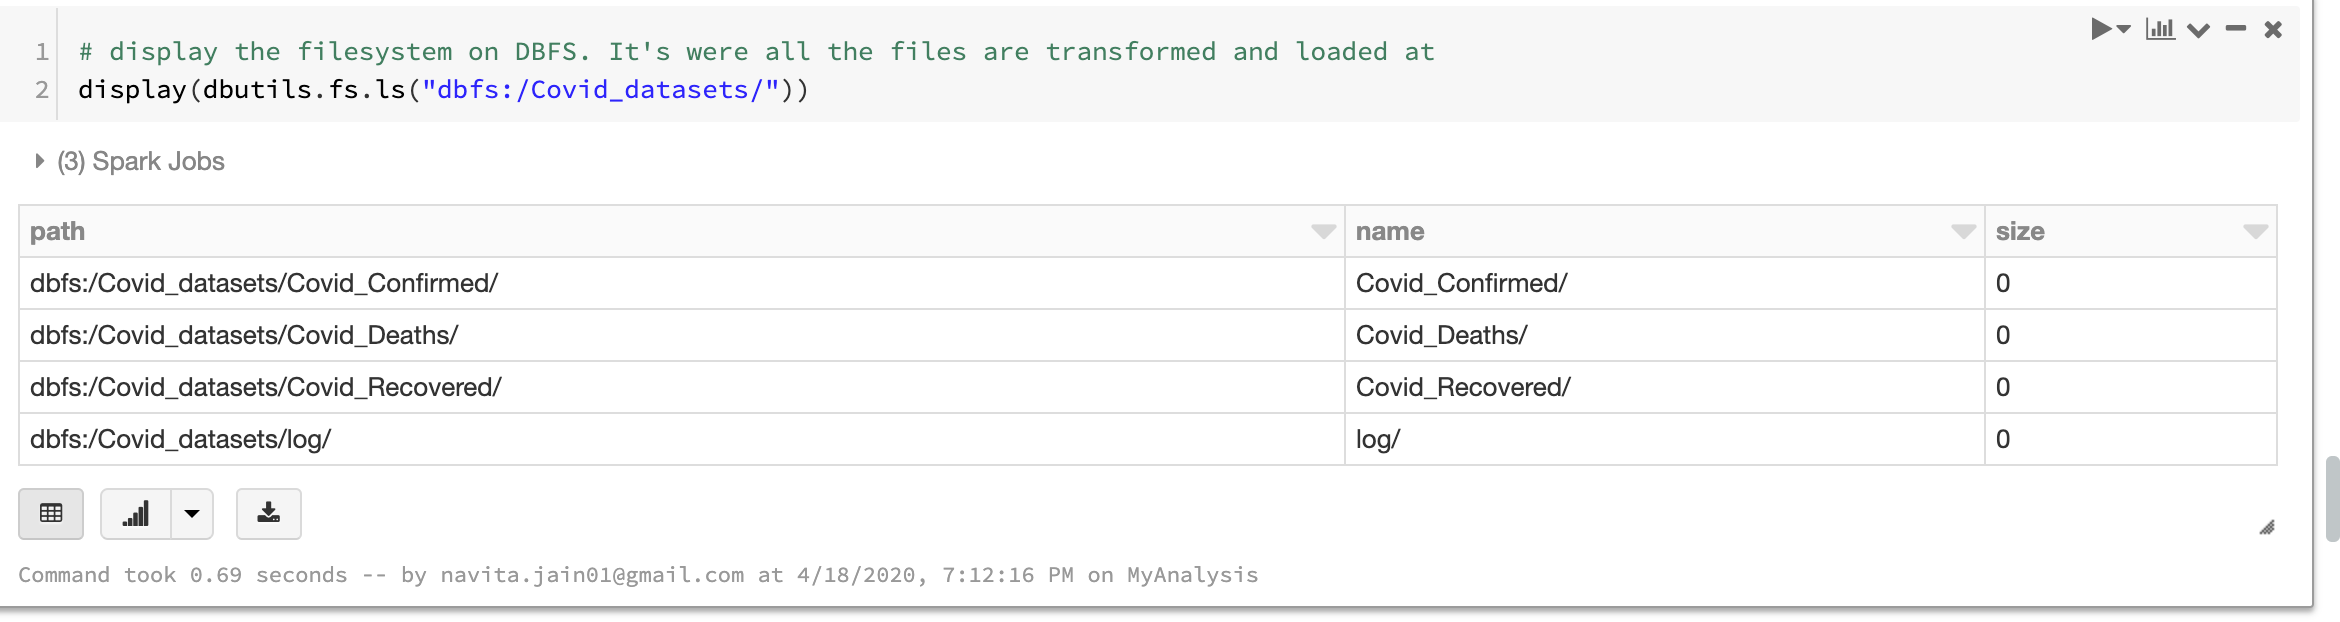 1 # display the filesystem on DBFS. It's were all the files are transformed and loaded at
2 display(dbutils.fs.ls("dbfs:/Covid_datasets/"))
(3) Spark Jobs
path name size
dbfs:/Covid_datasets/Covid_Confirmed/ Covid_Confirmed/ 0
dbfs:/Covid_datasets/Covid_Deaths/ Covid_Deaths/ 0
dbfs:/Covid_datasets/Covid_Recovered/ Covid_Recovered/ 0
dbfs:/Covid_datasets/log/ log/ 0
Command took 0.69 seconds -- by navita.jain01@gmail.com at 4/18/2020, 7:12:16 PM on MyAnalysis